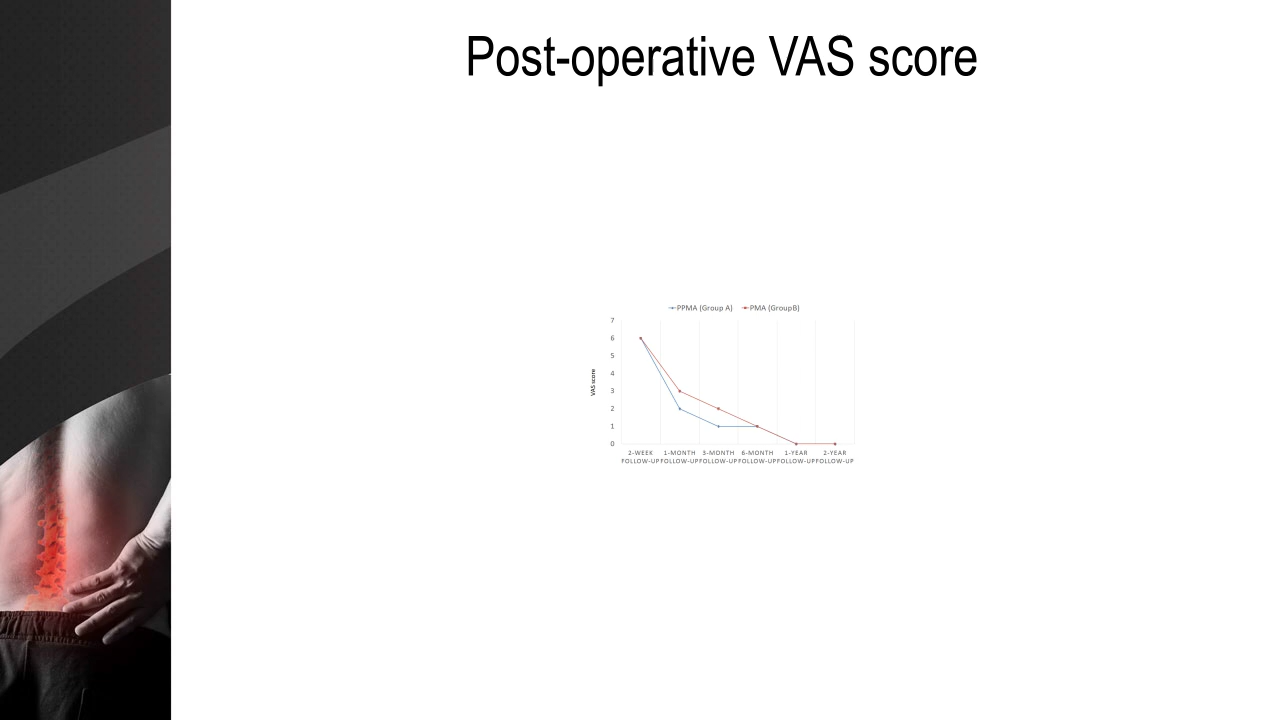 Post-operative VAS score
PPMA (Group A) PMA (GroupB)
7
6
5
4
3
2
1
0
VAS score
2-WEEK FOLLOW-UP
1-MONTH FOLLOW-UP
3-MONTH FOLLOW-UP
6-MONTH FOLLOW-UP
1-YEAR FOLLOW-UP
2-YEAR FOLLOW-UP